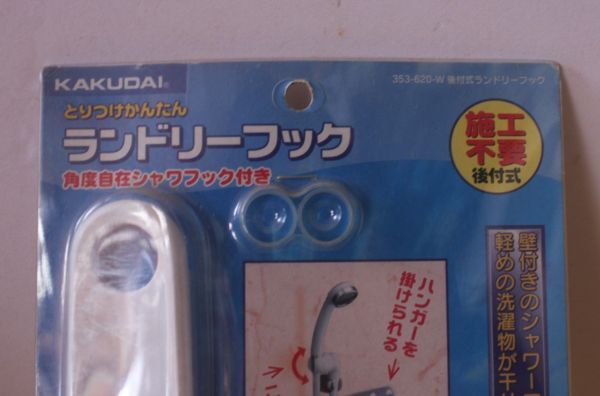 KAKUDAI®
353-620-W 後付式ランドリーフック
とりつけかんたん
ランドリーフック
角度自在シャワフック付き
施工
不要
後付式
壁付きのシャワー
軽めの洗濯物が干
ハンガーを
掛けられる